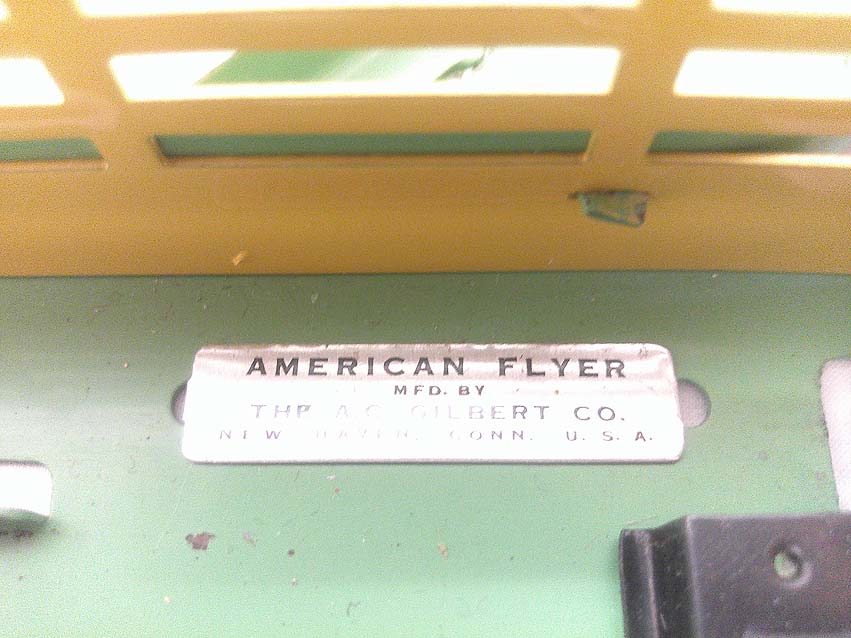 AMERICAN FLYER
MFD. BY
THE A.C. GILBERT CO.
NEW HAVEN, CONN. U. S. A.